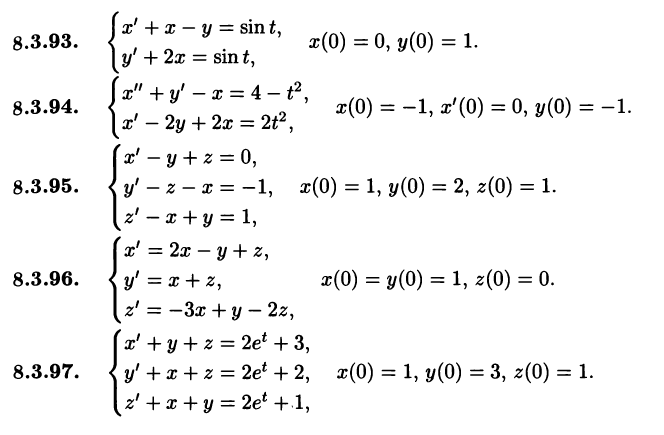 8.3.93. { x′ + x − y = sin t,
y′ + 2x = sin t, x(0) = 0, y(0) = 1.
8.3.94. { x″ + y′ − x = 4 − t²,
x′ − 2y + 2x = 2t², x(0) = −1, x′(0) = 0, y(0) = −1.
8.3.95. { x′ − y + z = 0,
y′ − z − x = −1, x(0) = 1, y(0) = 2, z(0) = 1.
z′ − x + y = 1,
8.3.96. { x′ = 2x − y + z,
y′ = x + z, x(0) = y(0) = 1, z(0) = 0.
z′ = −3x + y − 2z,
8.3.97. { x′ + y + z = 2eᵗ + 3,
y′ + x + z = 2eᵗ + 2, x(0) = 1, y(0) = 3, z(0) = 1.
z′ + x + y = 2eᵗ + 1,